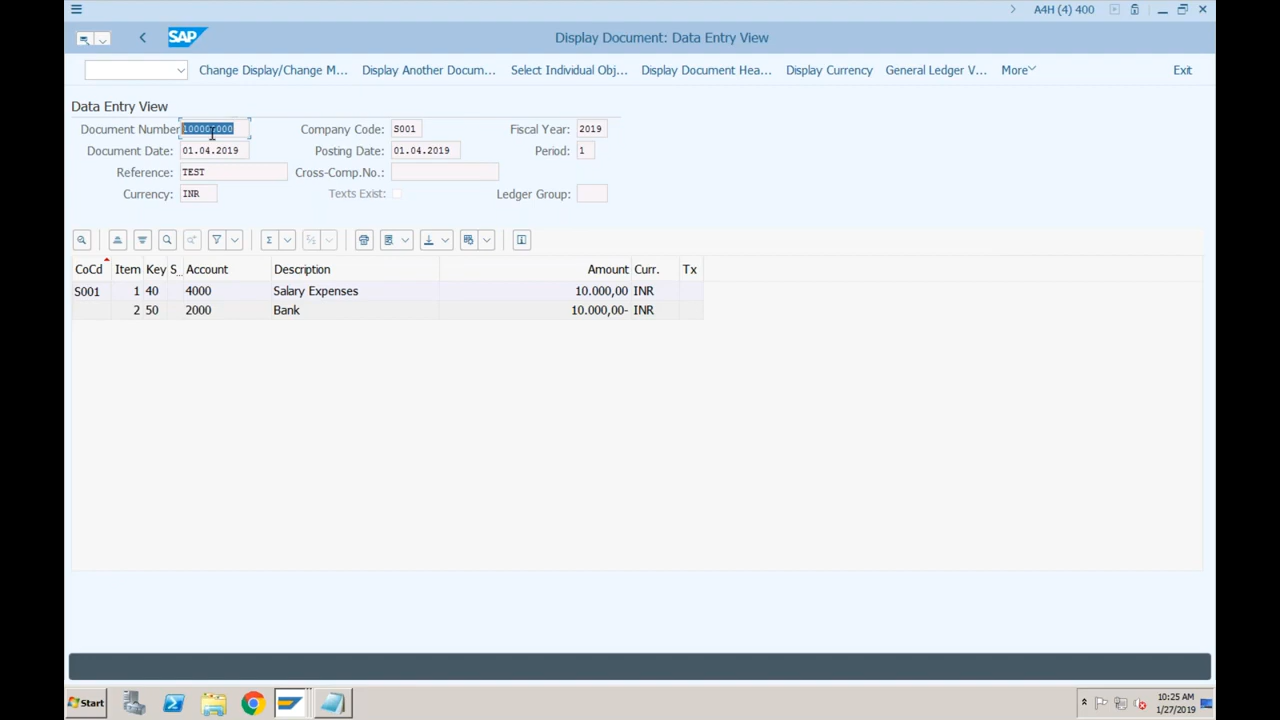 A4H (4) 400
SAP Display Document: Data Entry View
Change Display/Change M... Display Another Docum... Select Individual Obj... Display Document Hea... Display Currency General Ledger V... More Exit
Data Entry View
Document Number Company Code: S001 Fiscal Year: 2019
Document Date: 01.04.2019 Posting Date: 01.04.2019 Period: 1
Reference: TEST Cross-Comp.No.:
Currency: INR Texts Exist: Ledger Group:
CoCd Item Key S.. Account Description Amount Curr. Tx
S001 1 40 4000 Salary Expenses 10.000,00 INR
2 50 2000 Bank 10.000,00- INR
Start 10:25 AM
1/27/2019